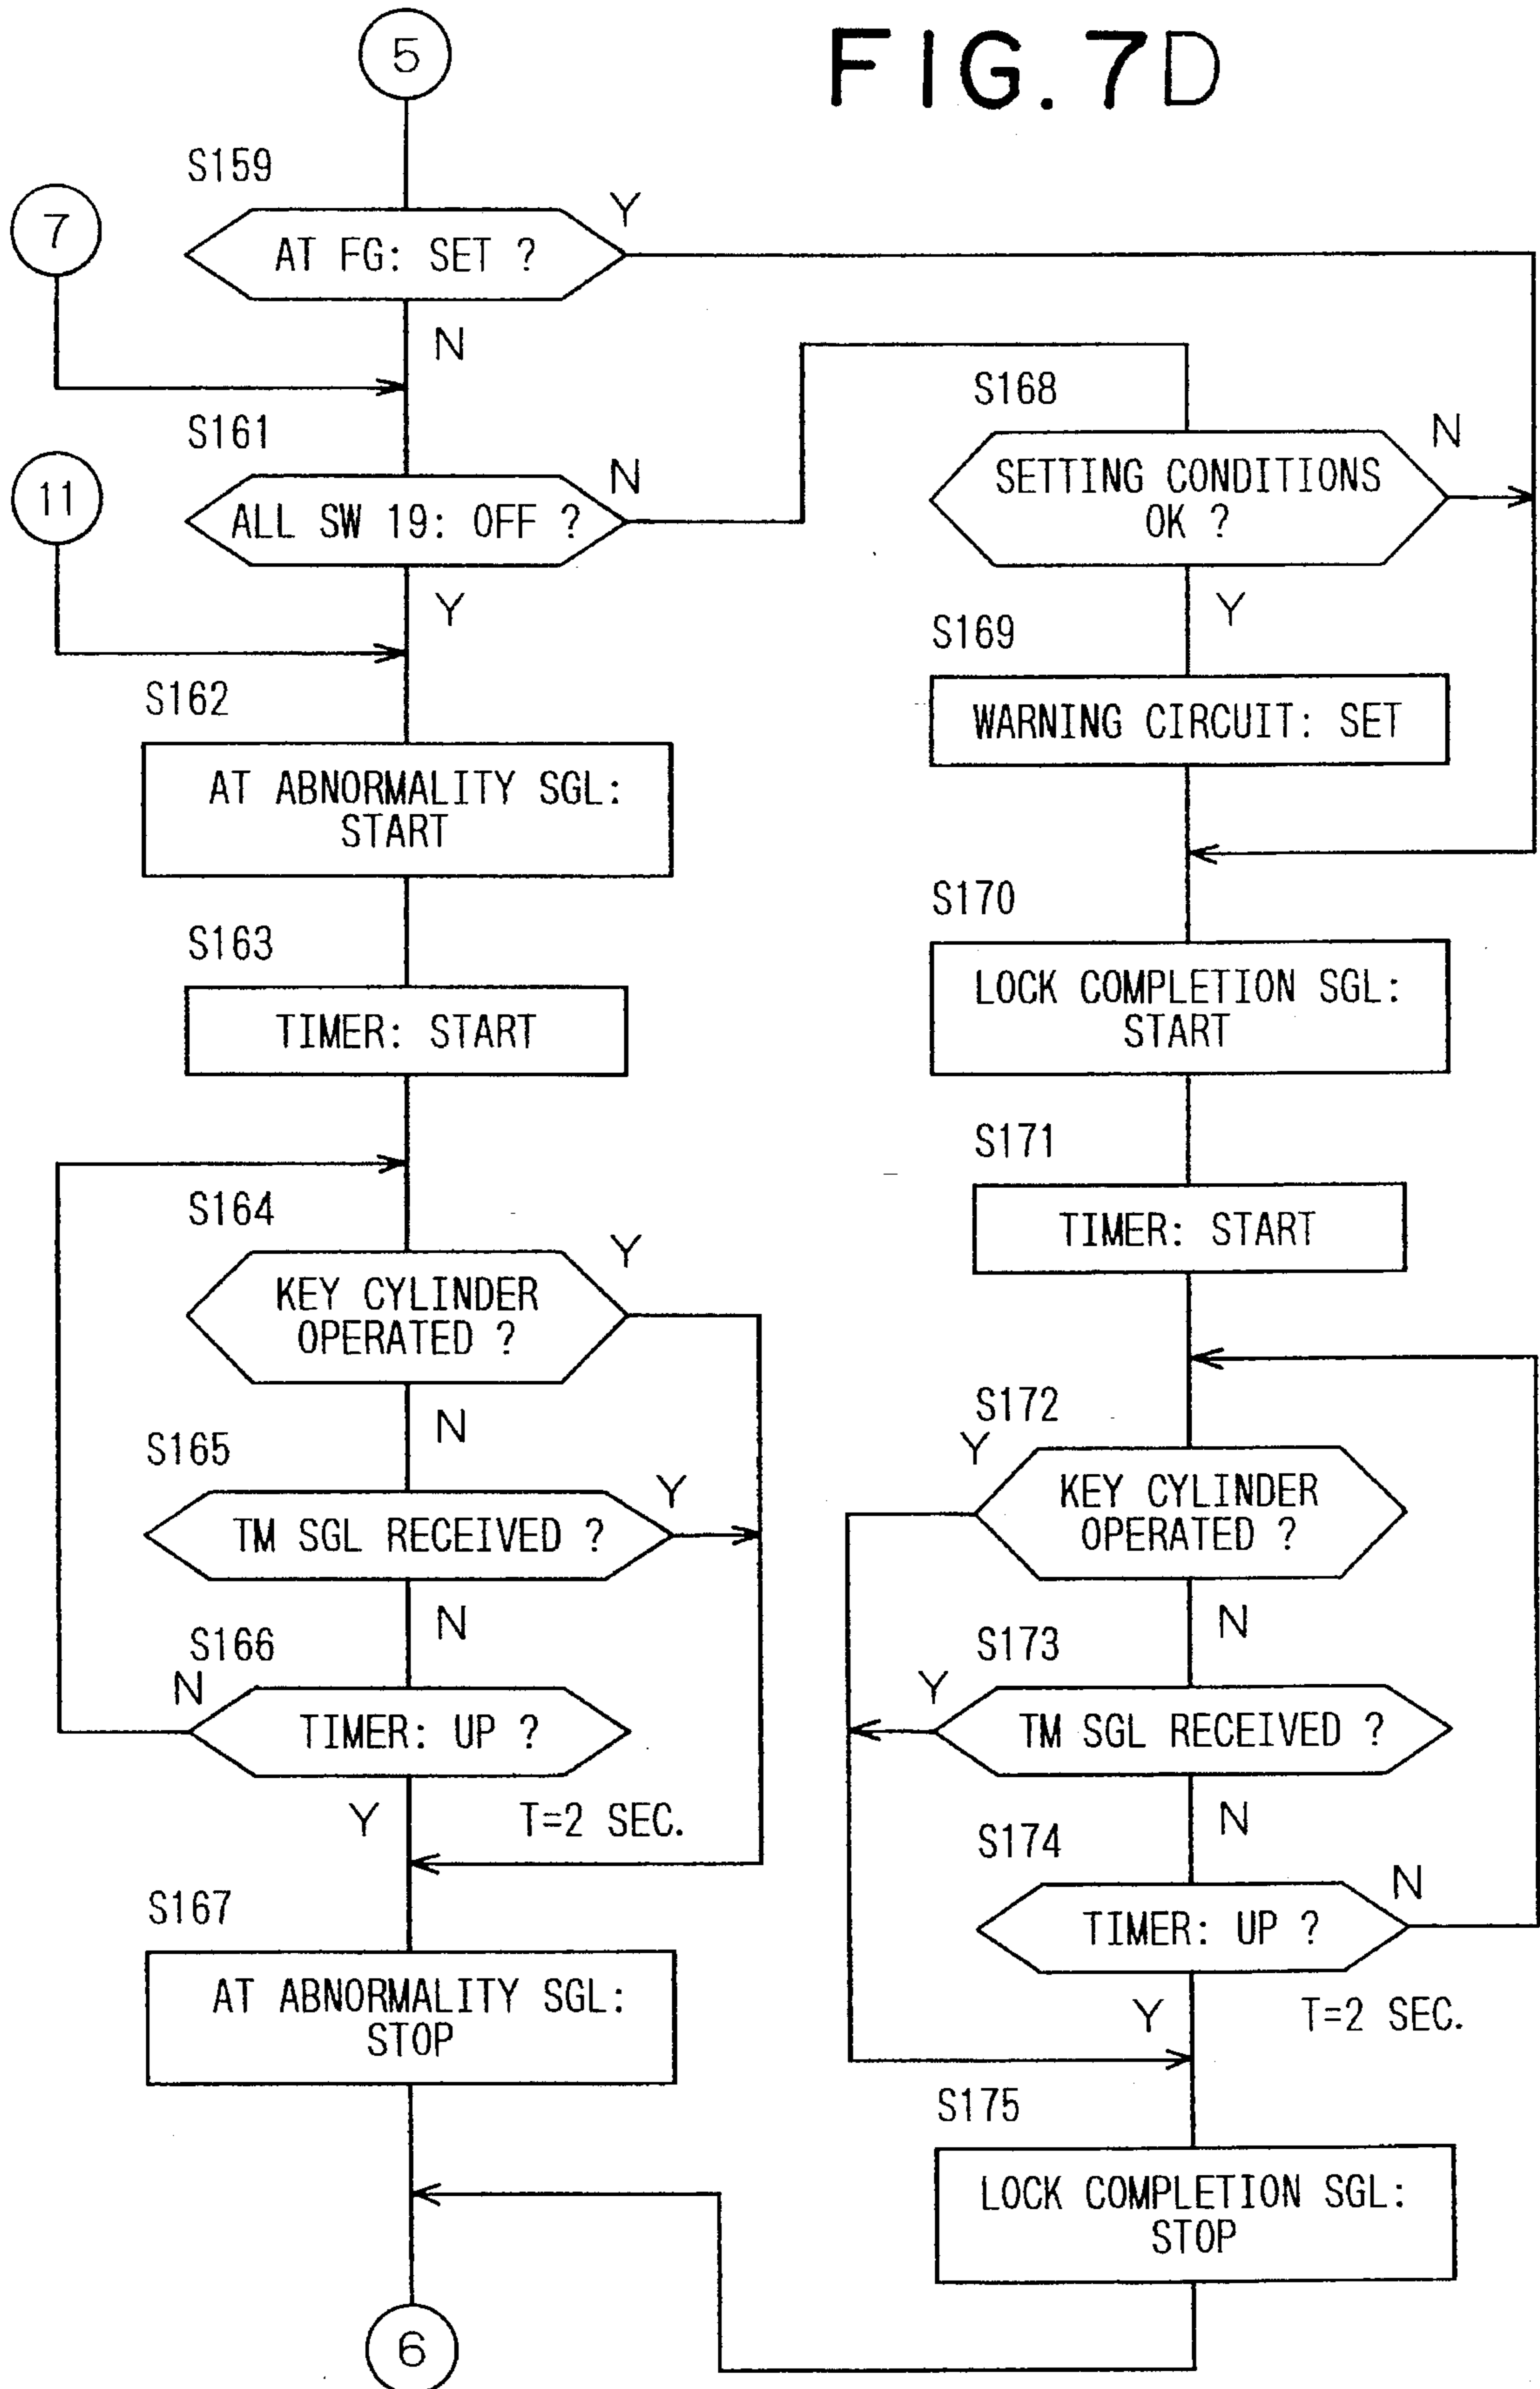 FIG. 7D
5
S159
7
AT FG: SET ?
Y
N
S161
11
ALL SW 19: OFF ?
N
Y
S162
AT ABNORMALITY SGL:
START
S163
TIMER: START
S164
KEY CYLINDER
OPERATED ?
Y
N
S165
TM SGL RECEIVED ?
Y
N
S166
N
TIMER: UP ?
Y
T=2 SEC.
S167
AT ABNORMALITY SGL:
STOP
6
S168
SETTING CONDITIONS
OK ?
N
Y
S169
WARNING CIRCUIT: SET
S170
LOCK COMPLETION SGL:
START
S171
TIMER: START
S172
Y
KEY CYLINDER
OPERATED ?
N
S173
Y
TM SGL RECEIVED ?
N
S174
TIMER: UP ?
N
Y
T=2 SEC.
S175
LOCK COMPLETION SGL:
STOP